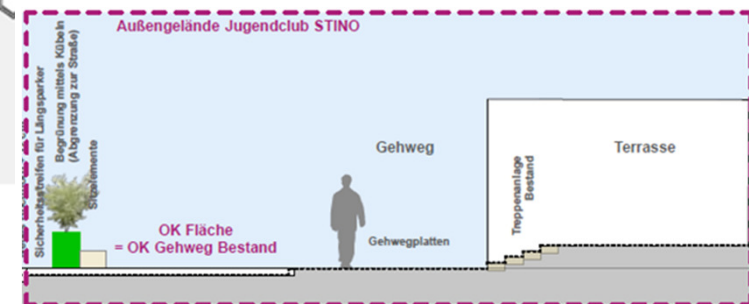 Außengelände Jugendclub STINO
Sicherheitsstreifen für Längsparker
Begrünung mittels Kübeln
(Abgrenzung zur Straße)
Sitzelemente
OK Fläche
= OK Gehweg Bestand
Gehweg
Gehwegplatten
Treppenanlage
Bestand
Terrasse